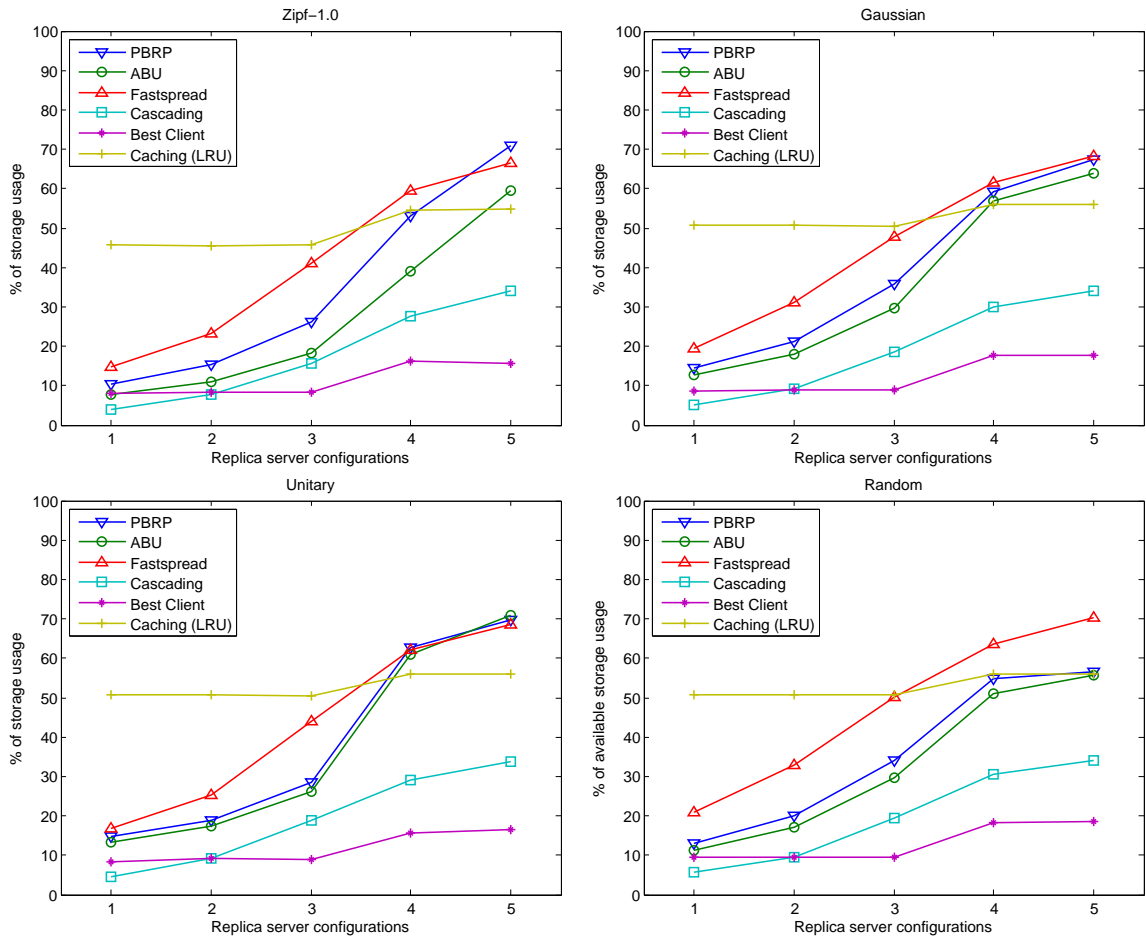 Zipf−1.0
% of storage usage
100
90
80
70
60
50
40
30
20
10
0
PBRP
ABU
Fastspread
Cascading
Best Client
Caching (LRU)
1 2 3 4 5
Replica server configurations
Gaussian
% of storage usage
100
90
80
70
60
50
40
30
20
10
0
PBRP
ABU
Fastspread
Cascading
Best Client
Caching (LRU)
1 2 3 4 5
Replica server configurations
Unitary
% of storage usage
100
90
80
70
60
50
40
30
20
10
0
PBRP
ABU
Fastspread
Cascading
Best Client
Caching (LRU)
1 2 3 4 5
Replica server configurations
Random
% of available storage usage
100
90
80
70
60
50
40
30
20
10
0
PBRP
ABU
Fastspread
Cascading
Best Client
Caching (LRU)
1 2 3 4 5
Replica server configurations